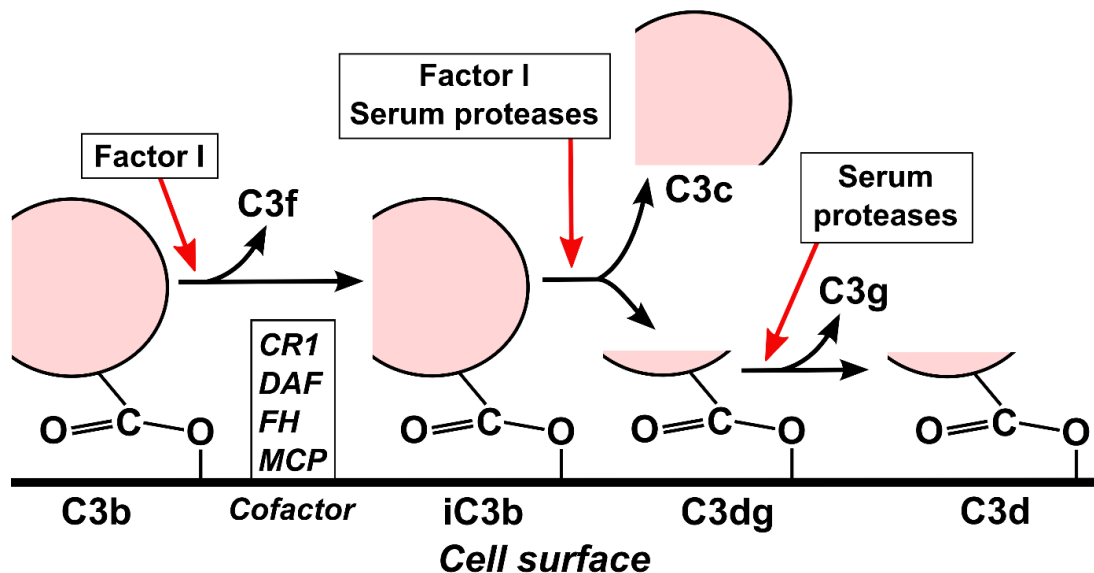 Factor I
Serum proteases
Factor I
C3f
C3c
Serum
proteases
C3g
CR1
DAF
FH
MCP
O
C
O
O
C
O
O
C
O
O
C
O
C3b
Cofactor
iC3b
C3dg
C3d
Cell surface